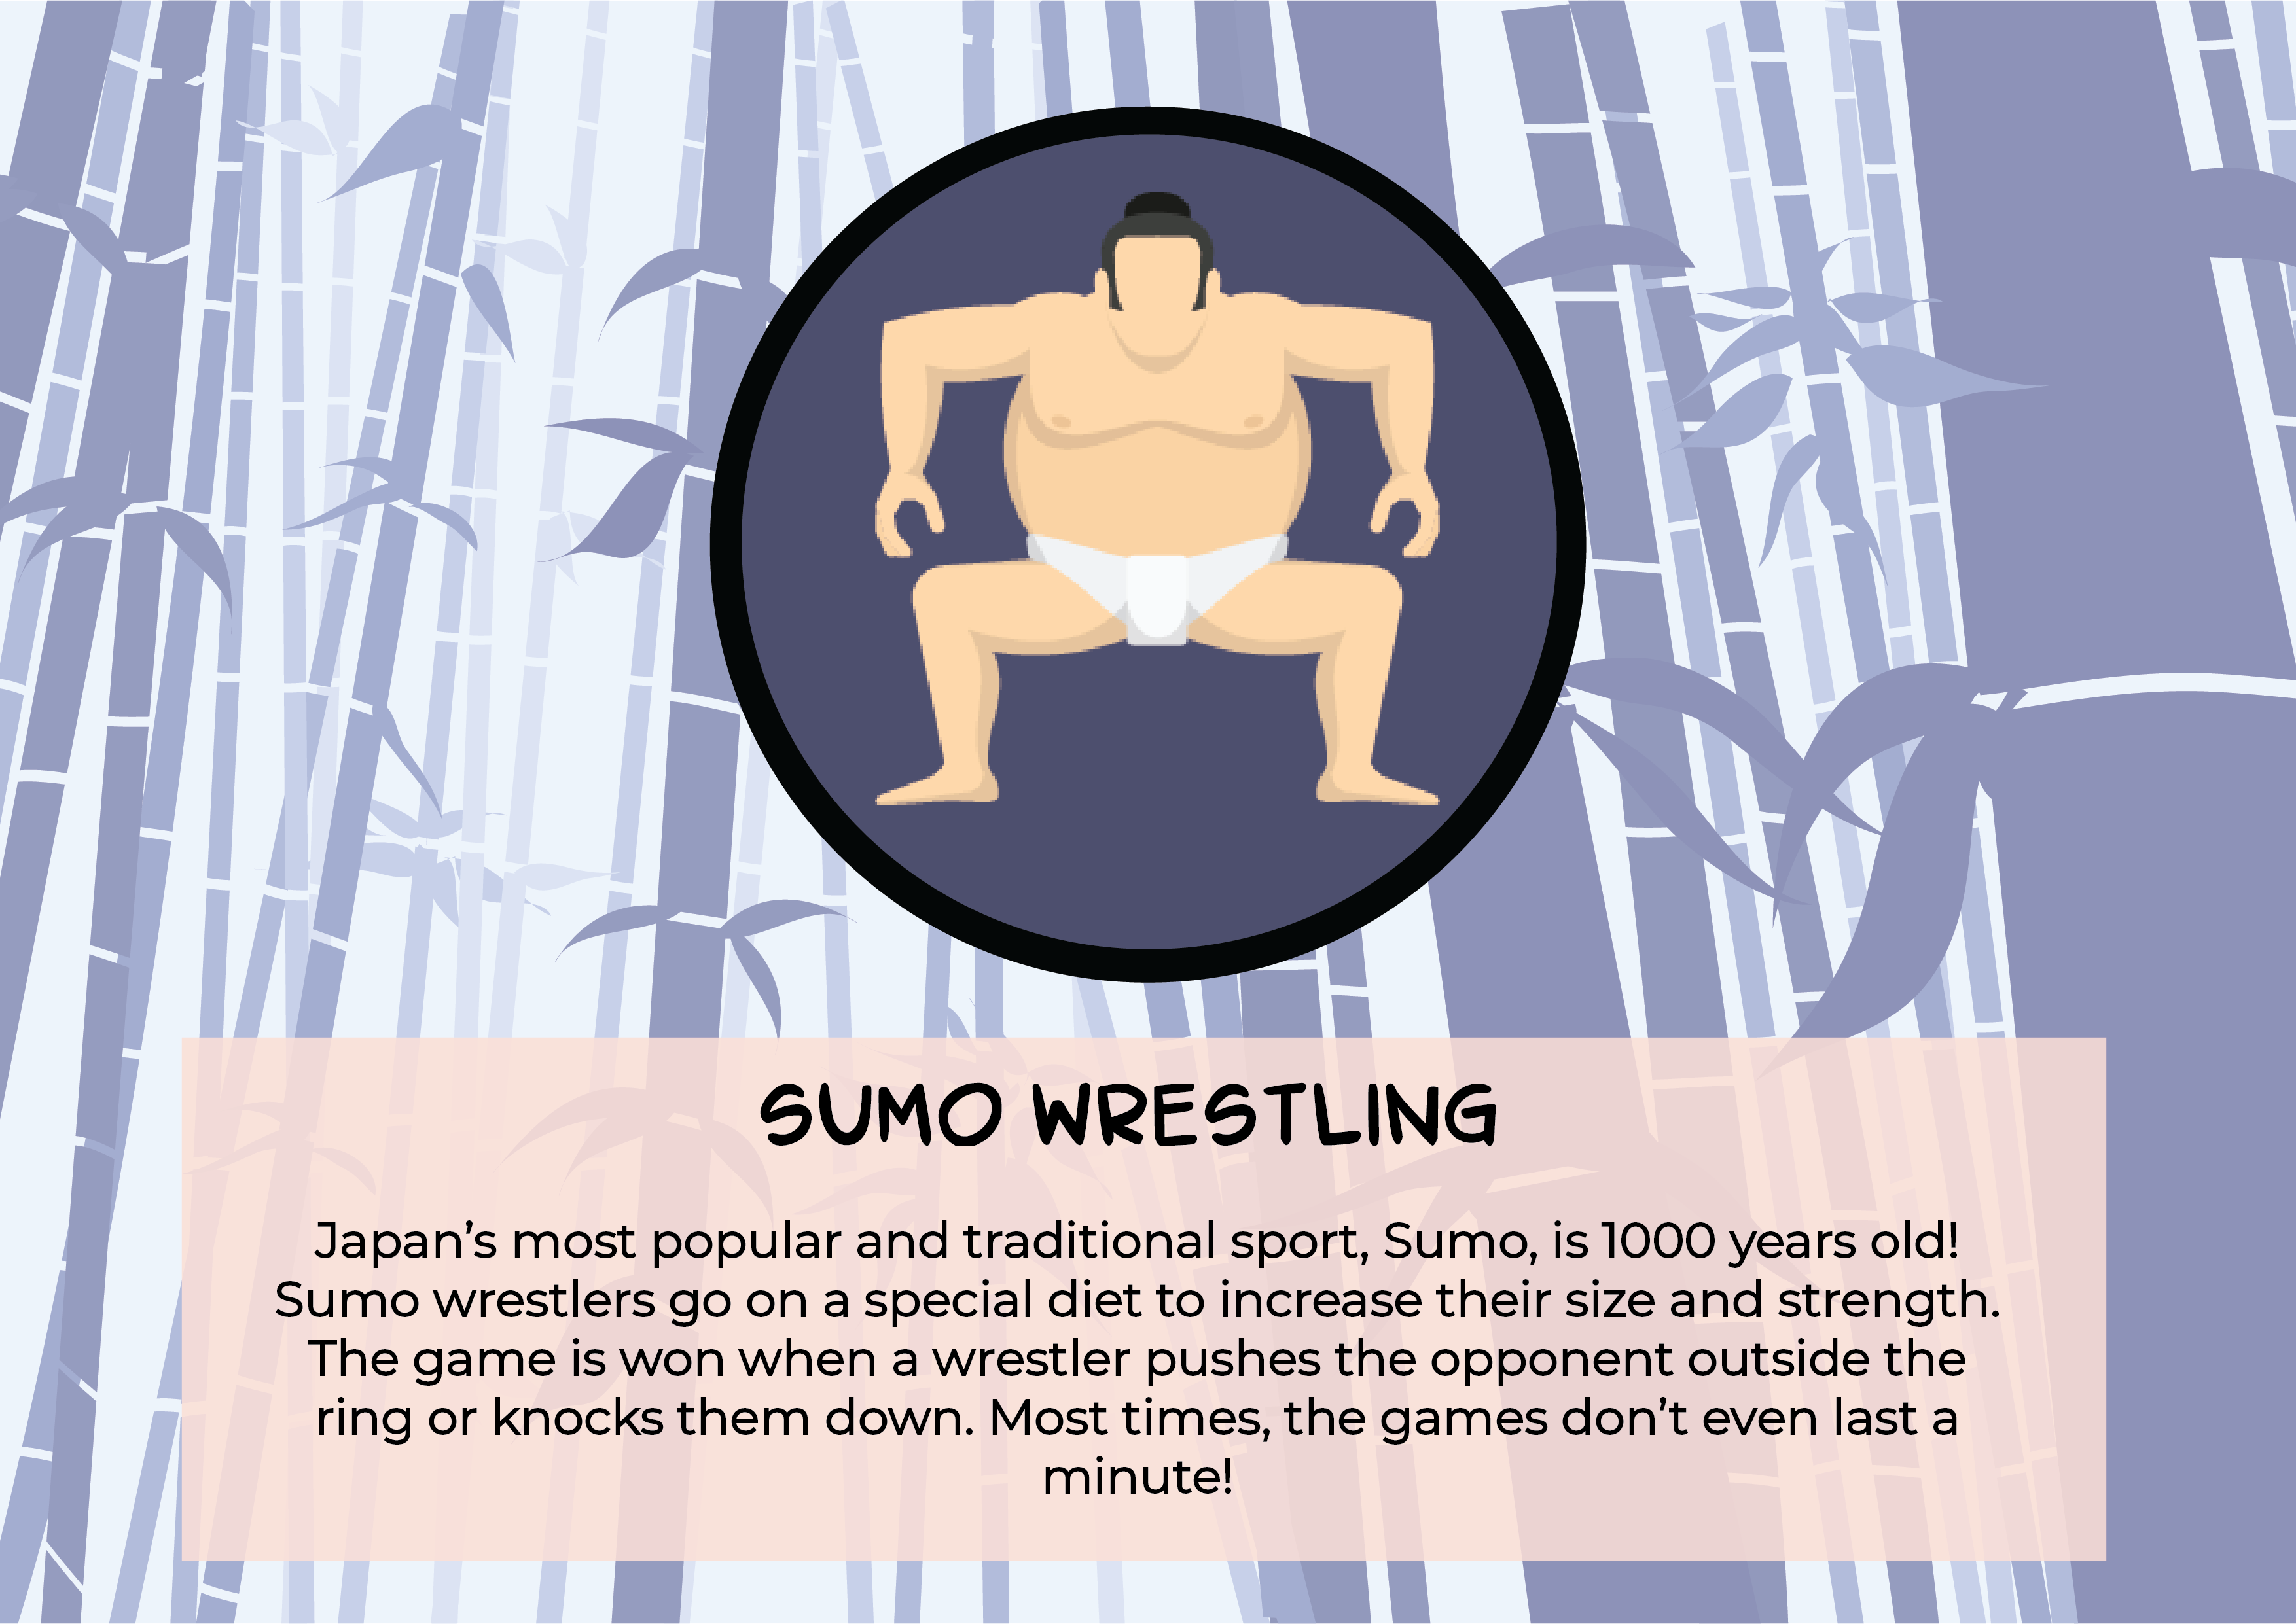 SUMO WRESTLING
Japan’s most popular and traditional sport, Sumo, is 1000 years old!
Sumo wrestlers go on a special diet to increase their size and strength.
The game is won when a wrestler pushes the opponent outside the
ring or knocks them down. Most times, the games don’t even last a
minute!